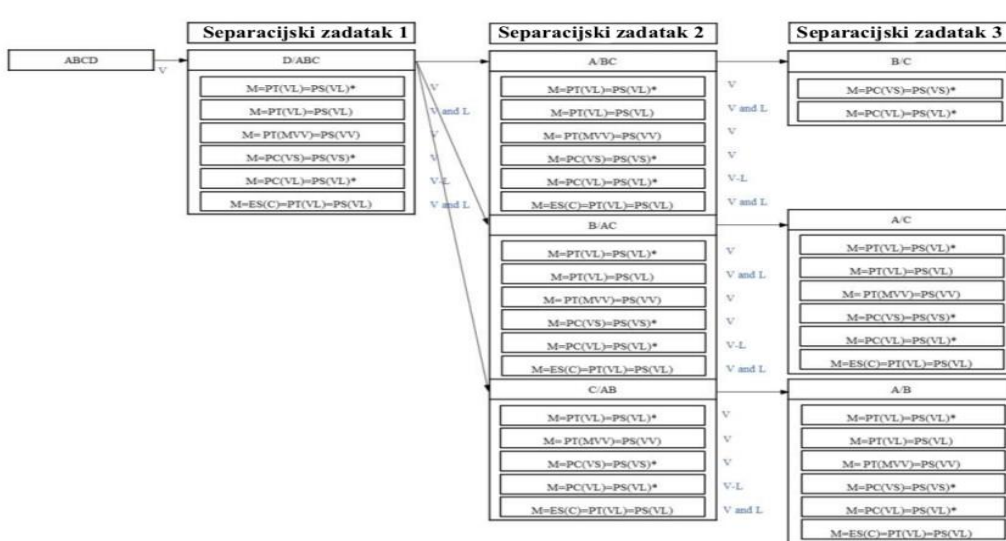 Separacijski zadatak 1
Separacijski zadatak 2
Separacijski zadatak 3
ABCD
V
D/ABC
M=PT(VL)=PS(VL)*
V
M=PT(VL)=PS(VL)
V and L
M= PT(MVV)=PS(VV)
V
M=PC(VS)=PS(VS)*
V
M=PC(VL)=PS(VL)*
V-L
M=ES(C)=PT(VL)=PS(VL)
V and L
A/BC
M=PT(VL)=PS(VL)*
V
M=PT(VL)=PS(VL)
V and L
M= PT(MVV)=PS(VV)
V
M=PC(VS)=PS(VS)*
V
M=PC(VL)=PS(VL)*
V-L
M=ES(C)=PT(VL)=PS(VL)
V and L
B/AC
M=PT(VL)=PS(VL)*
V
M=PT(VL)=PS(VL)
V and L
M= PT(MVV)=PS(VV)
V
M=PC(VS)=PS(VS)*
V
M=PC(VL)=PS(VL)*
V-L
M=ES(C)=PT(VL)=PS(VL)
V and L
C/AB
M=PT(VL)=PS(VL)*
V
M= PT(MVV)=PS(VV)
V
M=PC(VS)=PS(VS)*
V
M=PC(VL)=PS(VL)*
V-L
M=ES(C)=PT(VL)=PS(VL)
V and L
B/C
M=PC(VS)=PS(VS)*
M=PC(VL)=PS(VL)*
A/C
M=PT(VL)=PS(VL)*
M=PT(VL)=PS(VL)
M= PT(MVV)=PS(VV)
M=PC(VS)=PS(VS)*
M=PC(VL)=PS(VL)*
M=ES(C)=PT(VL)=PS(VL)
A/B
M=PT(VL)=PS(VL)*
M=PT(VL)=PS(VL)
M= PT(MVV)=PS(VV)
M=PC(VS)=PS(VS)*
M=PC(VL)=PS(VL)*
M=ES(C)=PT(VL)=PS(VL)